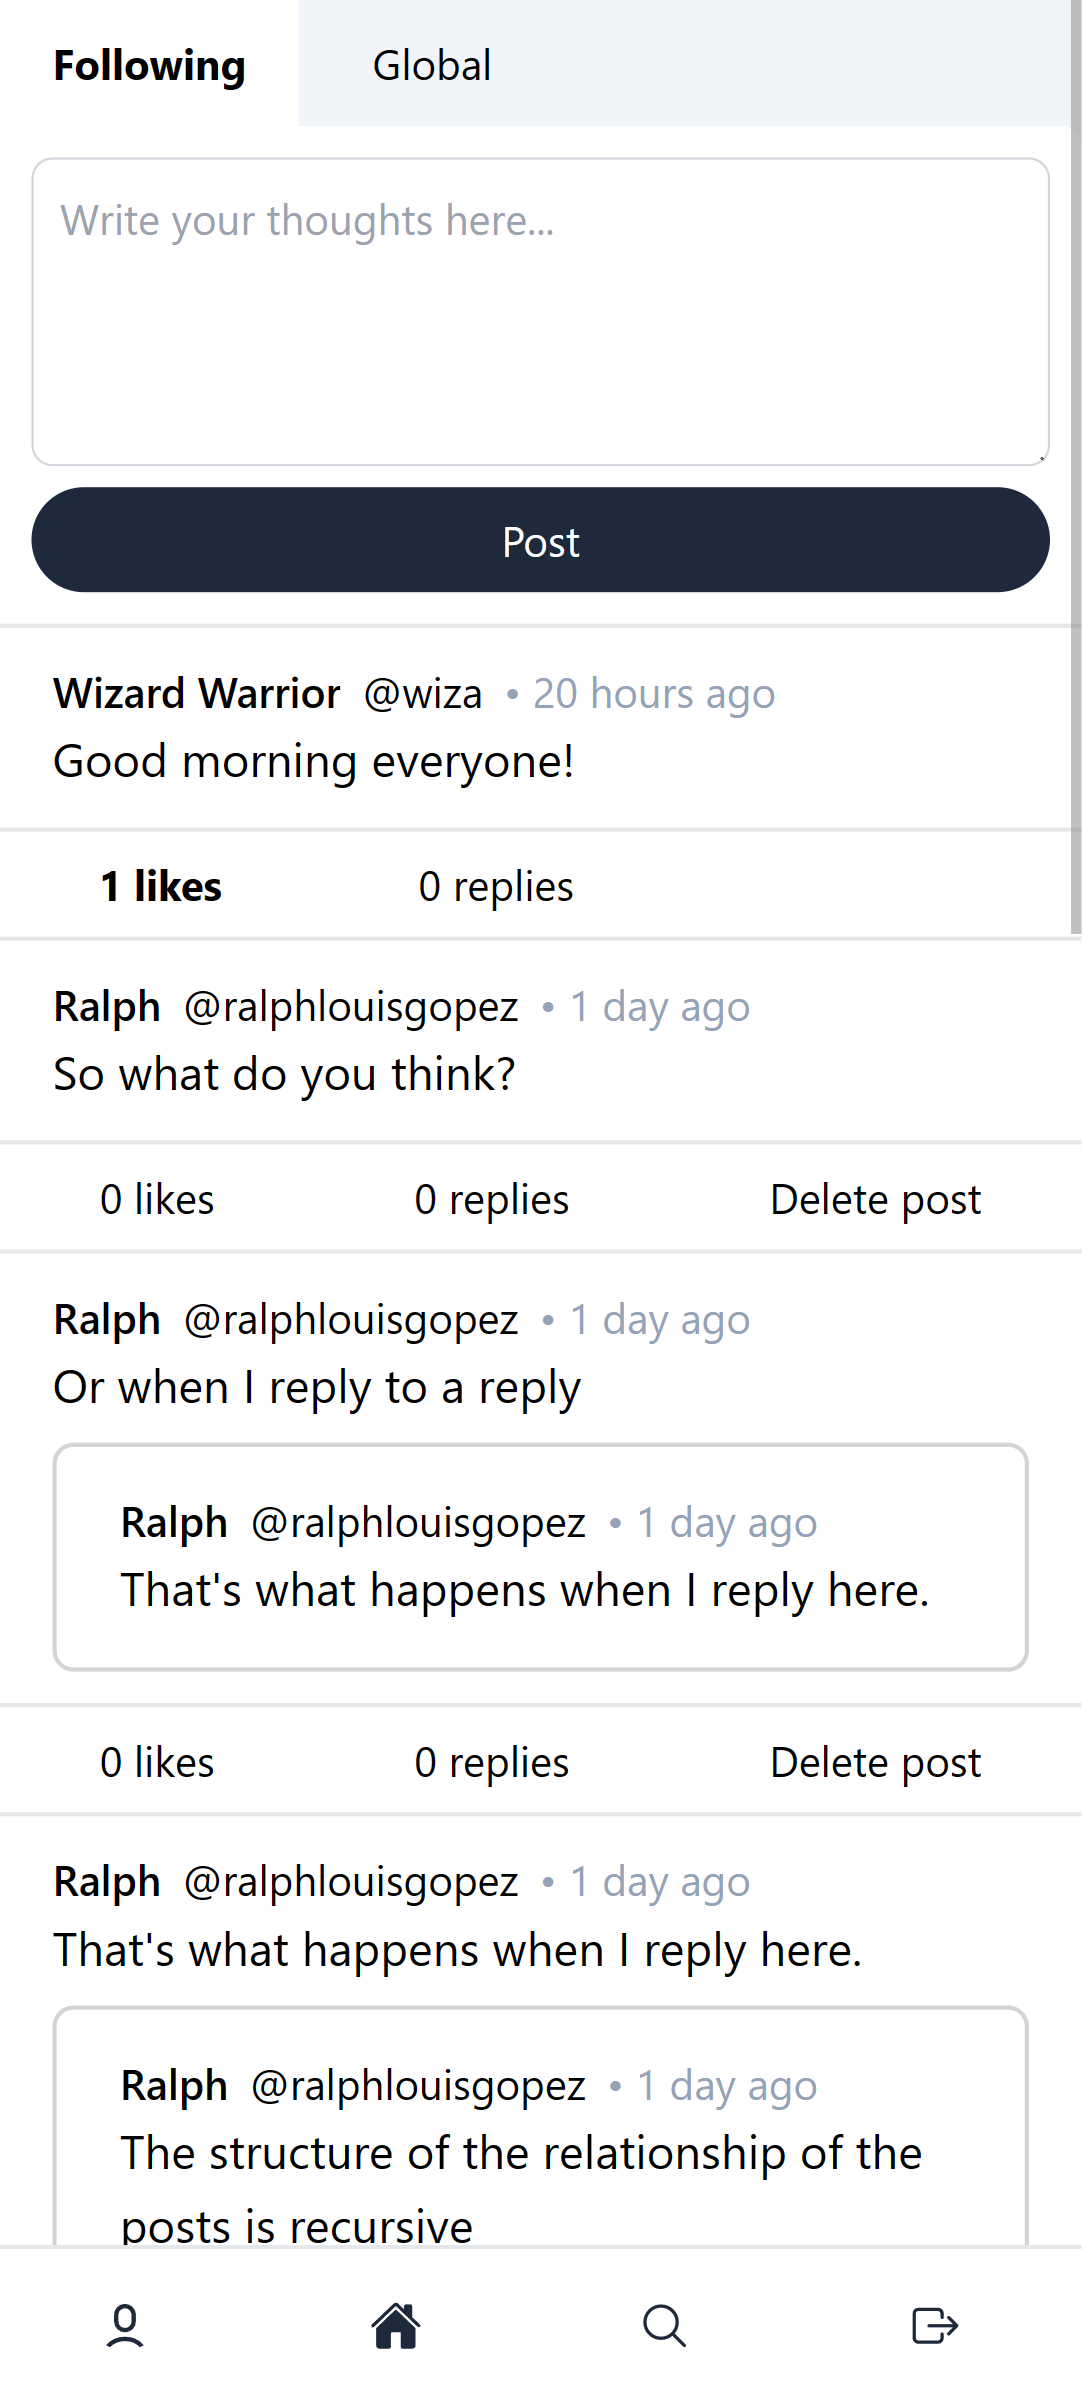 Following Global
Write your thoughts here...
Post
Wizard Warrior @wiza • 20 hours ago
Good morning everyone!
1 likes 0 replies
Ralph @ralphlouisgopez • 1 day ago
So what do you think?
0 likes 0 replies Delete post
Ralph @ralphlouisgopez • 1 day ago
Or when I reply to a reply
Ralph @ralphlouisgopez • 1 day ago
That's what happens when I reply here.
0 likes 0 replies Delete post
Ralph @ralphlouisgopez • 1 day ago
That's what happens when I reply here.
Ralph @ralphlouisgopez • 1 day ago
The structure of the relationship of the
posts is recursive